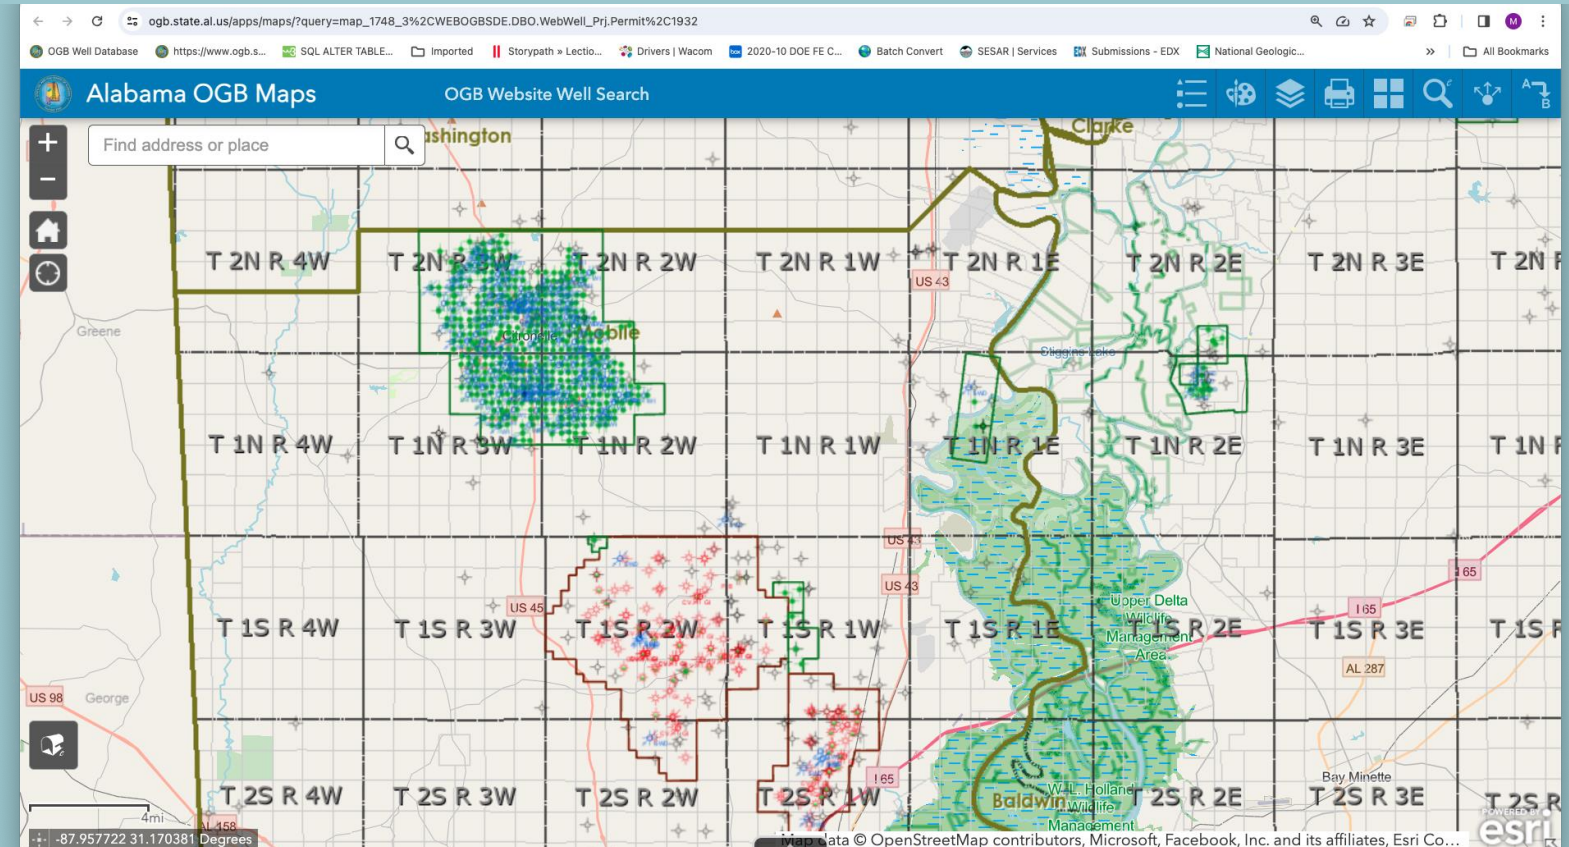 ogb.state.al.us/apps/maps/?query=map_1748_3%2CWEBOGBSDE.DBO.WebWell_Prj.Permit%2C1932
M
OGB Well Database https://www.ogb.s... SQL ALTER TABLE... Imported Storypath » Lectio... Drivers | Wacom 2020-10 DOE FE C... Batch Convert SESAR | Services Submissions - EDX National Geologic... » All Bookmarks
Alabama OGB Maps OGB Website Well Search
Find address or place
ashington
Clarke
T 2N R 4W T 2N R 3W T 2N R 2W T 2N R 1W T 2N R 1E T 2N R 2E T 2N R 3E T 2N
US 43
Greene
Citronelle Mobile
Stiggins Lake
T 1N R 4W T 1N R 3W T 1N R 2W T 1N R 1W T 1N R 1E T 1N R 2E T 1N R 3E T 1N
US 43
I 65
US 43
US 45
I 65
Upper Delta
Wildlife
Management
Area
T 1S R 4W T 1S R 3W T 1S R 2W T 1S R 1W T 1S R 1E T 1S R 2E T 1S R 3E T 1S
AL 287
US 98 George
I 65
Bay Minette
T 2S R 4W T 2S R 3W T 2S R 2W T 2S R 1W Baldwin T 2S R 2E T 2S R 3E T 2S R
W. L. Holland
Wildlife
Management
4mi
AL 158
-87.957722 31.170381 Degrees
Map data © OpenStreetMap contributors, Microsoft, Facebook, Inc. and its affiliates, Esri Co...
POWERED BY
esri